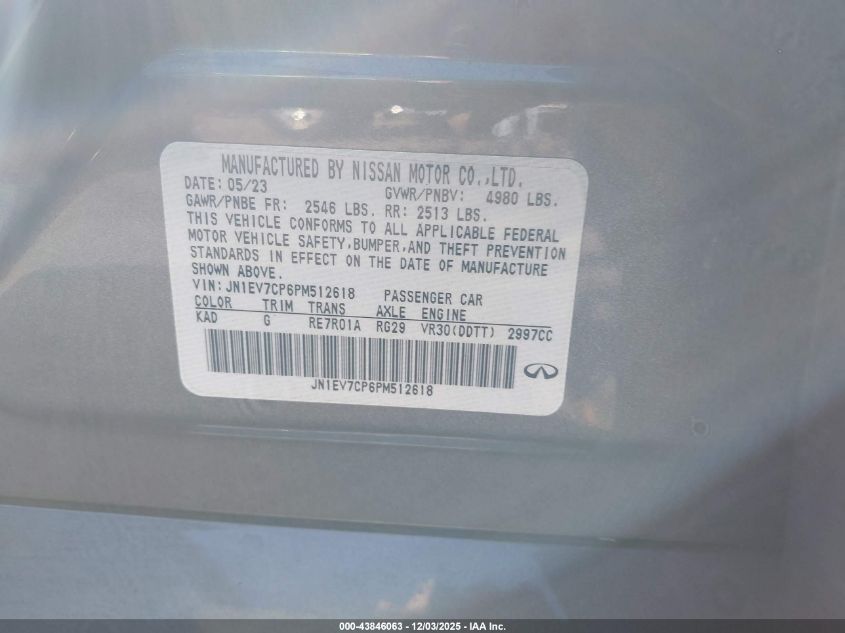 MANUFACTURED BY NISSAN MOTOR CO.,LTD.
DATE: 05/23 GVWR/PNBV: 4980 LBS.
GAWR/PNBE FR: 2546 LBS. RR: 2513 LBS.
THIS VEHICLE CONFORMS TO ALL APPLICABLE FEDERAL
MOTOR VEHICLE SAFETY,BUMPER,AND THEFT PREVENTION
STANDARDS IN EFFECT ON THE DATE OF MANUFACTURE
SHOWN ABOVE.
VIN: JN1EV7CP6PM512618 PASSENGER CAR
COLOR TRIM TRANS AXLE ENGINE
KAD G RE7R01A RG29 VR30(DDTT) 2997CC
JN1EV7CP6PM512618
000-43846063 - 12/03/2025 - IAA Inc.